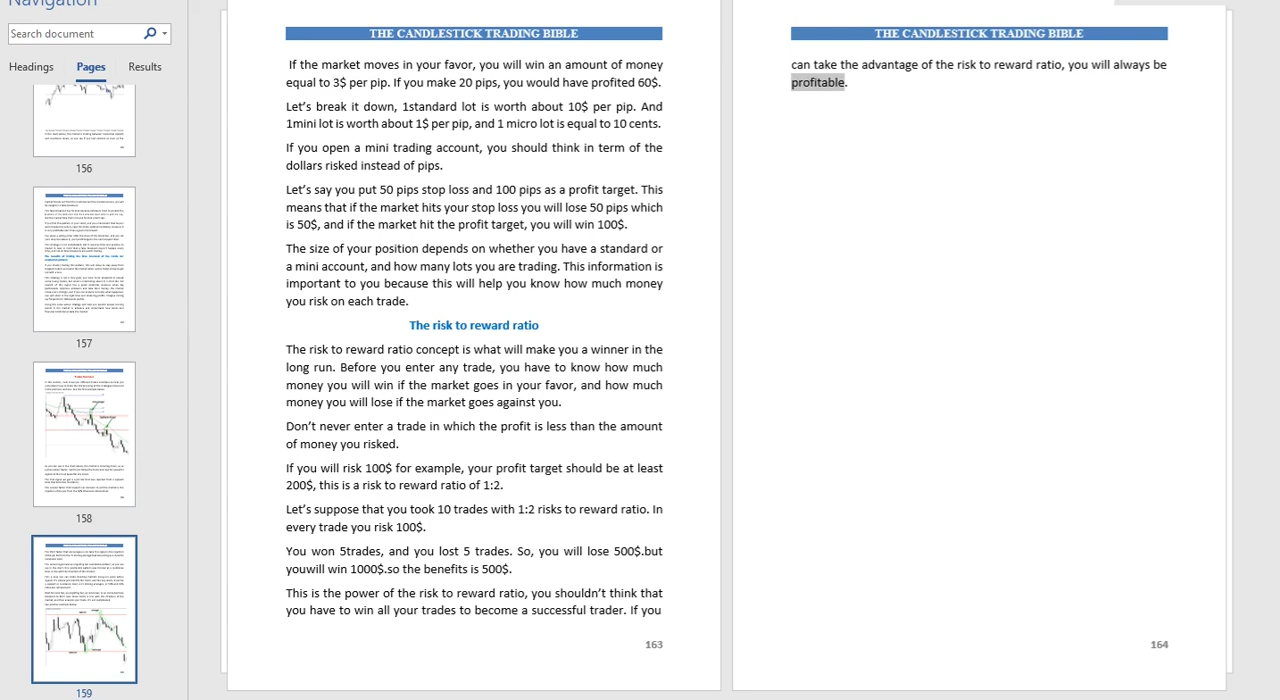 Navigation
Search document
Headings Pages Results
156
157
158
159
THE CANDLESTICK TRADING BIBLE
If the market moves in your favor, you will win an amount of money
equal to 3$ per pip. If you make 20 pips, you would have profited 60$.
Let's break it down, 1standard lot is worth about 10$ per pip. And
1mini lot is worth about 1$ per pip, and 1 micro lot is equal to 10 cents.
If you open a mini trading account, you should think in term of the
dollars risked instead of pips.
Let's say you put 50 pips stop loss and 100 pips as a profit target. This
means that if the market hits your stop loss you will lose 50 pips which
is 50$, and if the market hit the profit target, you will win 100$.
The size of your position depends on whether you have a standard or
a mini account, and how many lots you are trading. This information is
important to you because this will help you know how much money
you risk on each trade.
The risk to reward ratio
The risk to reward ratio concept is what will make you a winner in the
long run. Before you enter any trade, you have to know how much
money you will win if the market goes in your favor, and how much
money you will lose if the market goes against you.
Don't never enter a trade in which the profit is less than the amount
of money you risked.
If you will risk 100$ for example, your profit target should be at least
200$, this is a risk to reward ratio of 1:2.
Let's suppose that you took 10 trades with 1:2 risks to reward ratio. In
every trade you risk 100$.
You won 5trades, and you lost 5 trades. So, you will lose 500$.but
youwill win 1000$.so the benefits is 500$.
This is the power of the risk to reward ratio, you shouldn't think that
you have to win all your trades to become a successful trader. If you
163
THE CANDLESTICK TRADING BIBLE
can take the advantage of the risk to reward ratio, you will always be
profitable.
164